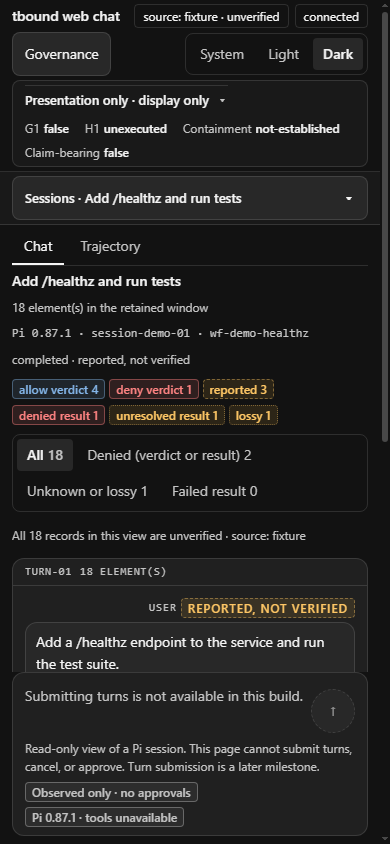 tbound web chat
source: fixture · unverified
connected
Governance
System
Light
Dark
Presentation only · display only
G1 false H1 unexecuted Containment not-established
Claim-bearing false
Sessions · Add /healthz and run tests
Chat
Trajectory
Add /healthz and run tests
18 element(s) in the retained window
Pi 0.87.1 · session-demo-01 · wf-demo-healthz
completed · reported, not verified
allow verdict 4
deny verdict 1
reported 3
denied result 1
unresolved result 1
lossy 1
All 18
Denied (verdict or result) 2
Unknown or lossy 1
Failed result 0
All 18 records in this view are unverified · source: fixture
TURN-01 18 ELEMENT(S)
USER REPORTED, NOT VERIFIED
Add a /healthz endpoint to the service and run
the test suite.
Submitting turns is not available in this build.
↑
Read-only view of a Pi session. This page cannot submit turns,
cancel, or approve. Turn submission is a later milestone.
Observed only · no approvals
Pi 0.87.1 · tools unavailable